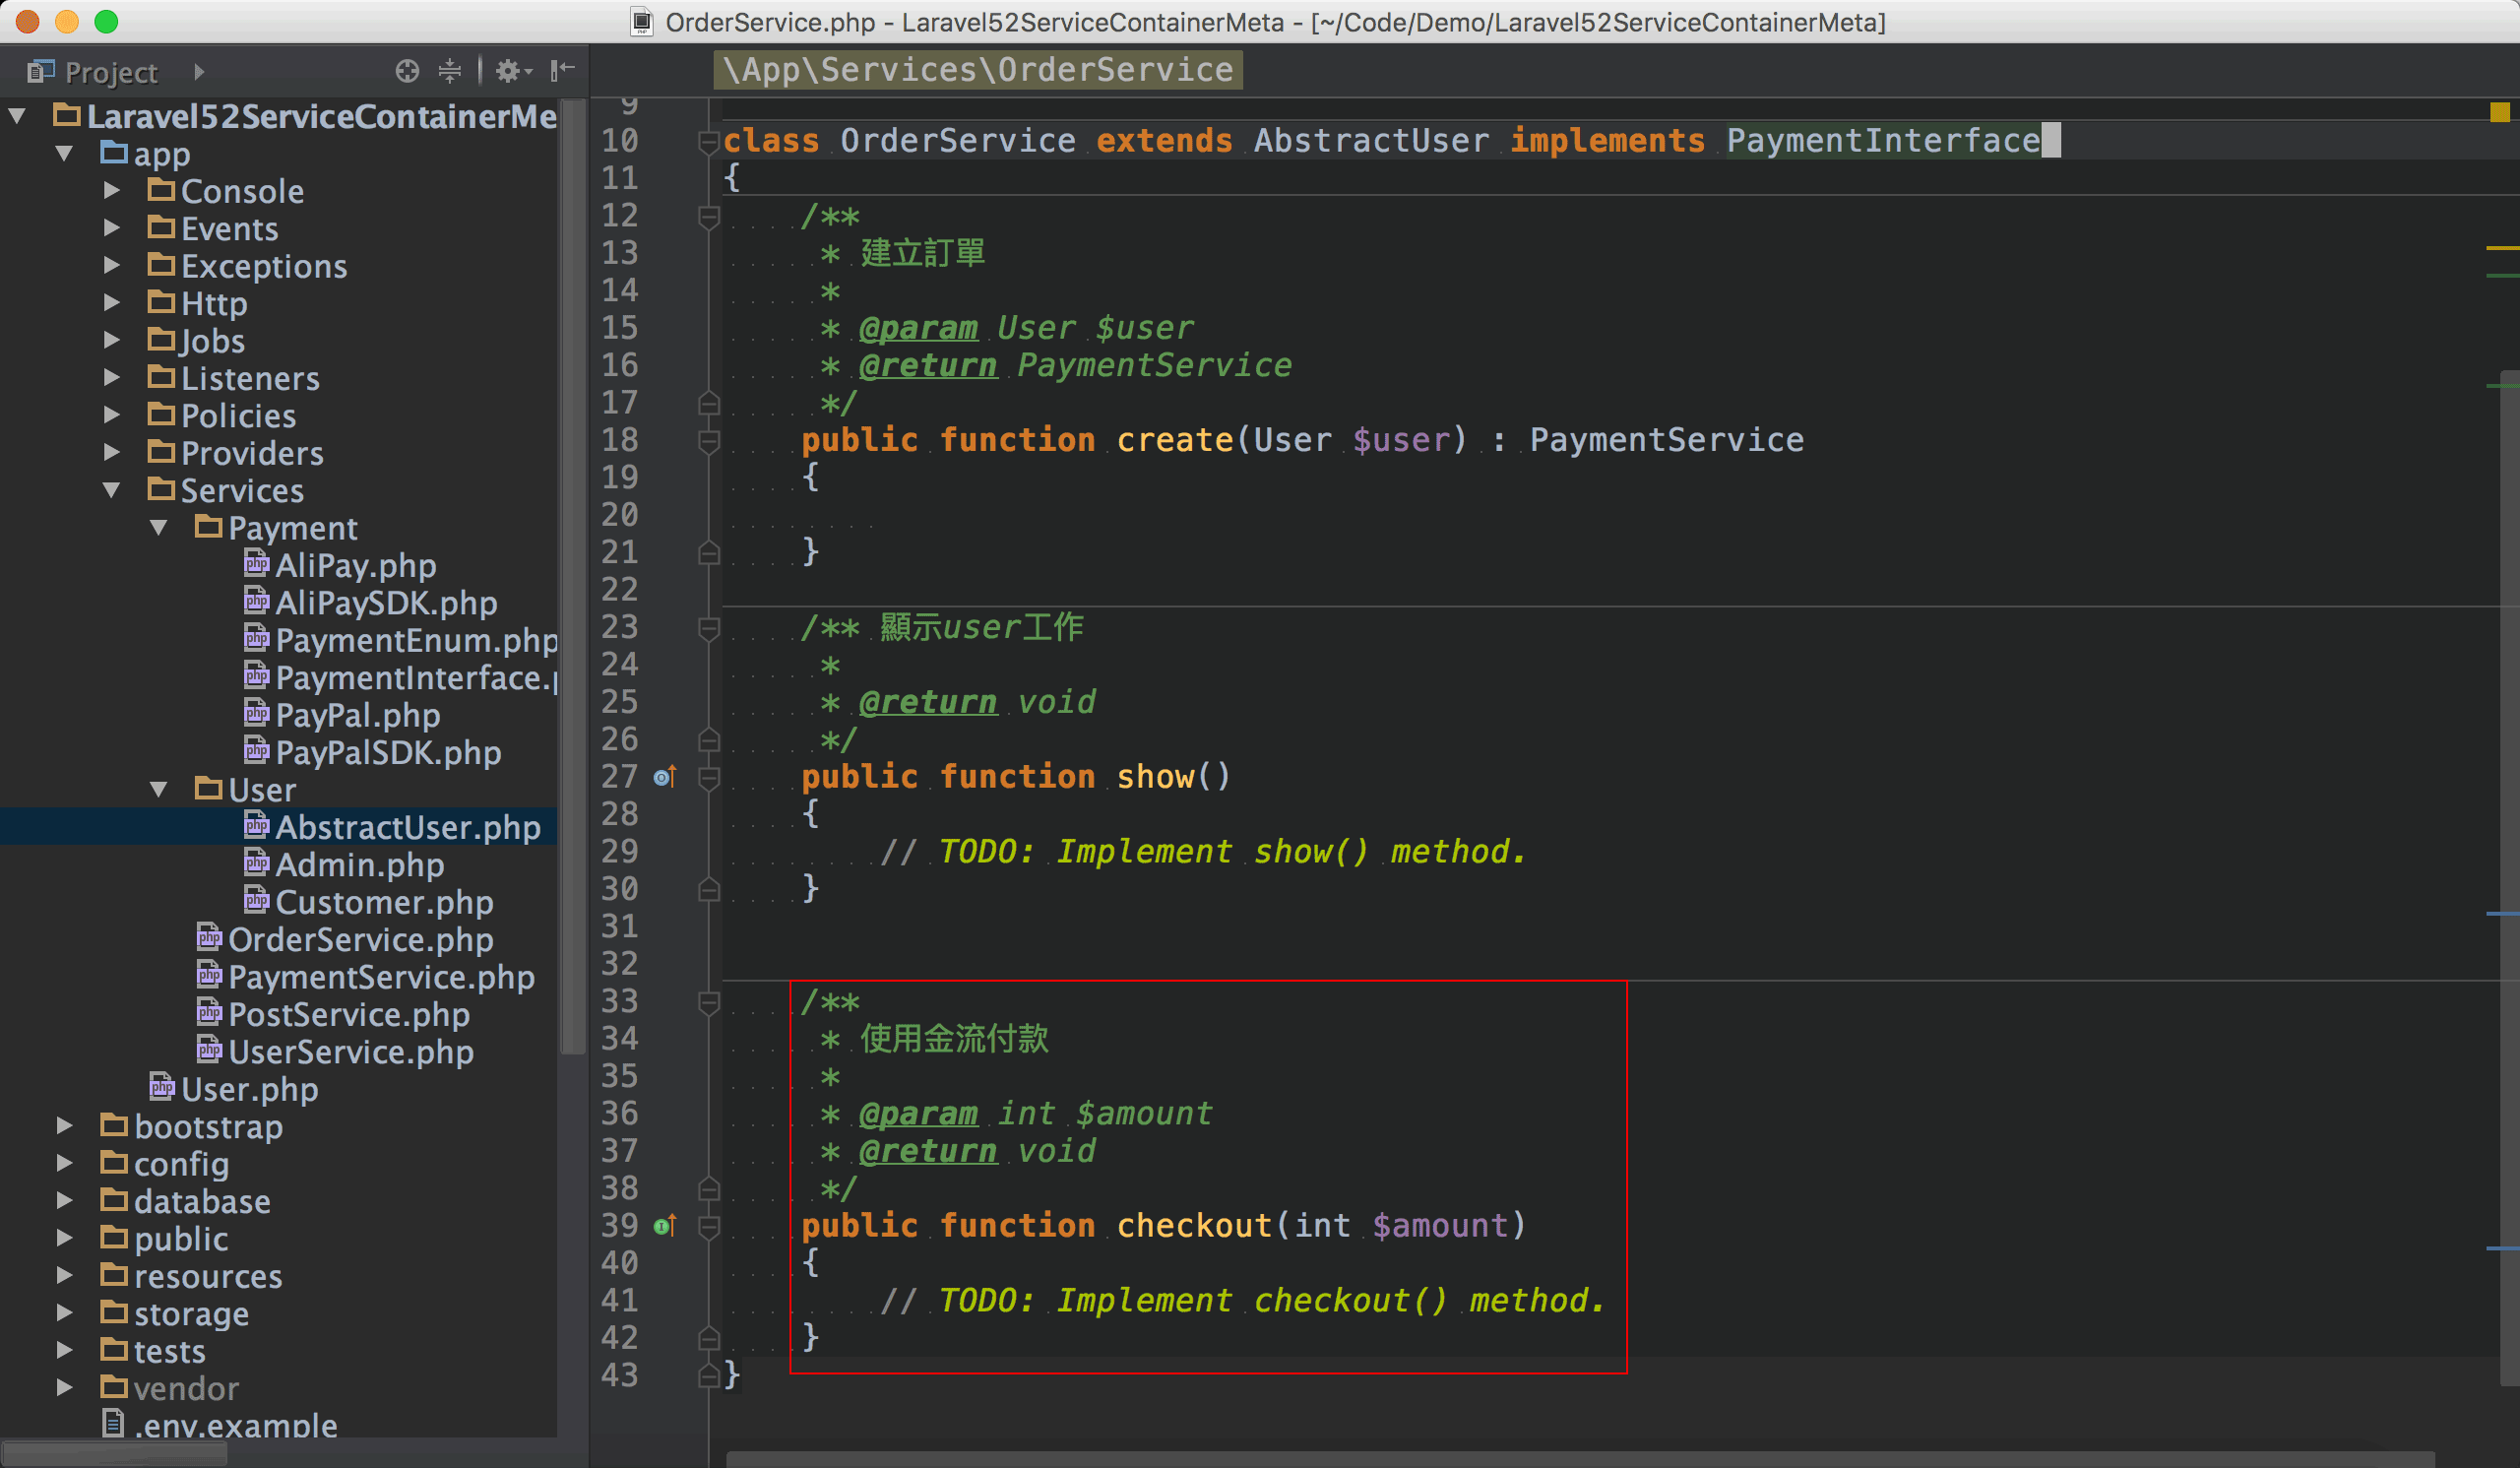 OrderService.php - Laravel52ServiceContainerMeta - [~/Code/Demo/Laravel52ServiceContainerMeta]
Project
Laravel52ServiceContainerMe
app
Console
Events
Exceptions
Http
Jobs
Listeners
Policies
Providers
Services
Payment
AliPay.php
AliPaySDK.php
PaymentEnum.php
PaymentInterface.p
PayPal.php
PayPalSDK.php
User
AbstractUser.php
Admin.php
Customer.php
OrderService.php
PaymentService.php
PostService.php
UserService.php
User.php
bootstrap
config
database
public
resources
storage
tests
vendor
.env.example
\App\Services\OrderService
9
10 class OrderService extends AbstractUser implements PaymentInterface
11 {
12 /**
13 * 建立訂單
14 *
15 * @param User $user
16 * @return PaymentService
17 */
18 public function create(User $user) : PaymentService
19 {
20
21 }
22
23 /** 顯示user工作
24 *
25 * @return void
26 */
27 public function show()
28 {
29 // TODO: Implement show() method.
30 }
31
32
33 /**
34 * 使用金流付款
35 *
36 * @param int $amount
37 * @return void
38 */
39 public function checkout(int $amount)
40 {
41 // TODO: Implement checkout() method.
42 }
43 }